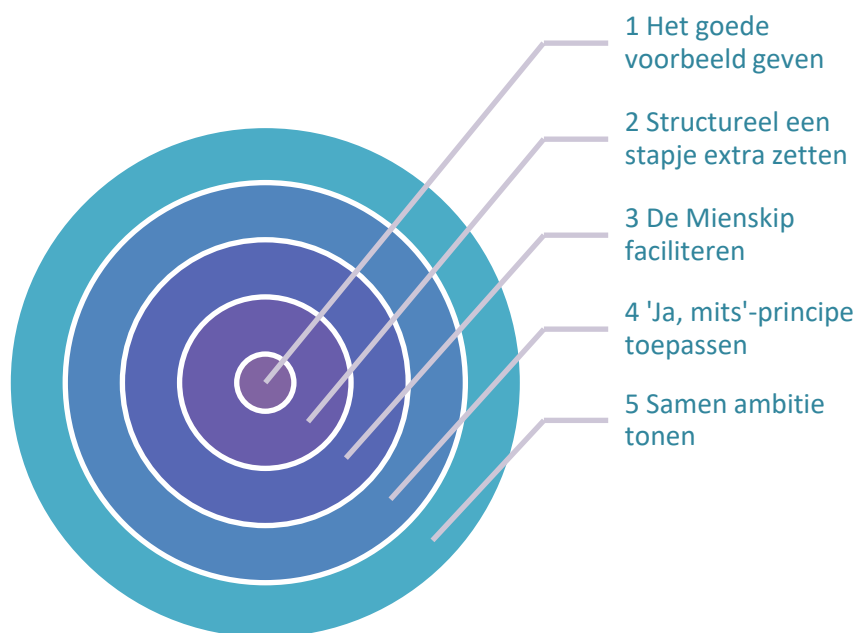 1 Het goede
voorbeeld geven
2 Structureel een
stapje extra zetten
3 De Mienskip
faciliteren
4 'Ja, mits'-principe
toepassen
5 Samen ambitie
tonen